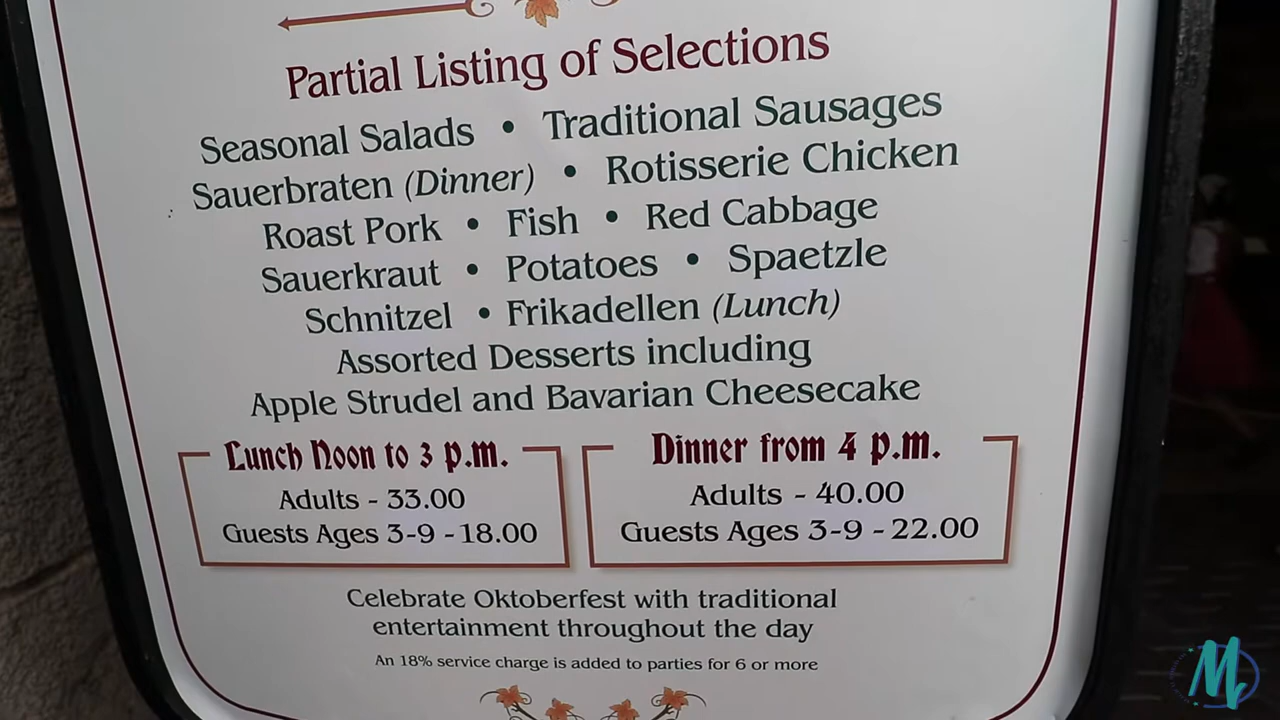 Partial Listing of Selections
Seasonal Salads • Traditional Sausages
Sauerbraten (Dinner) • Rotisserie Chicken
Roast Pork • Fish • Red Cabbage
Sauerkraut • Potatoes • Spaetzle
Schnitzel • Frikadellen (Lunch)
Assorted Desserts including
Apple Strudel and Bavarian Cheesecake
Lunch Noon to 3 p.m.
Adults - 33.00
Guests Ages 3-9 - 18.00
Dinner from 4 p.m.
Adults - 40.00
Guests Ages 3-9 - 22.00
Celebrate Oktoberfest with traditional
entertainment throughout the day
An 18% service charge is added to parties for 6 or more